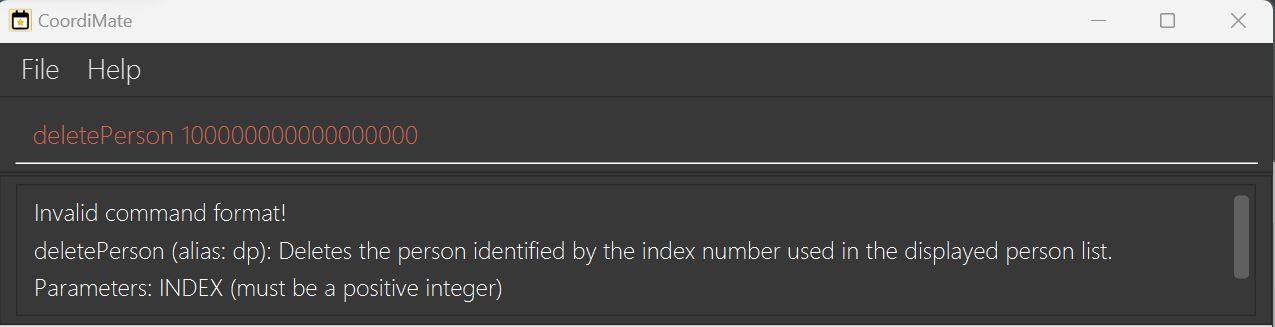 CoordiMate
File Help
deletePerson 100000000000000000
Invalid command format!
deletePerson (alias: dp): Deletes the person identified by the index number used in the displayed person list.
Parameters: INDEX (must be a positive integer)